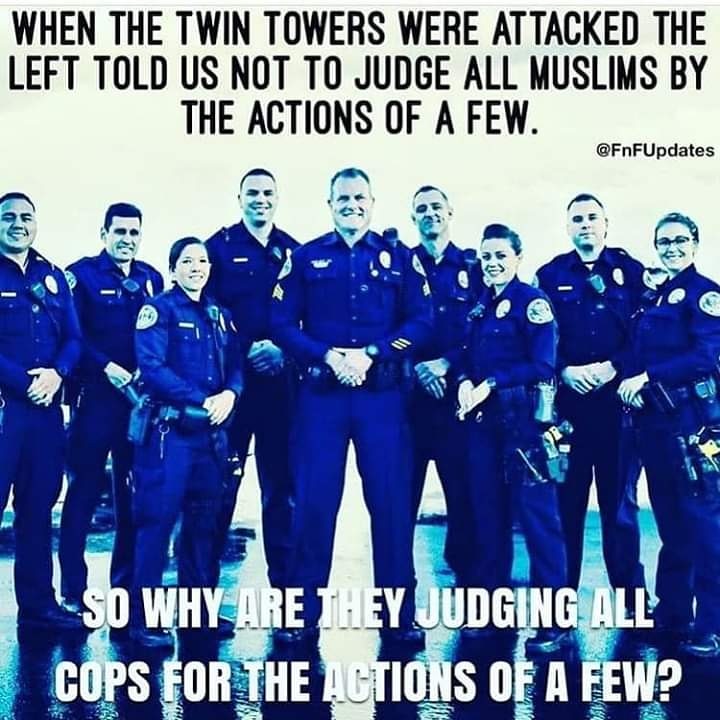 WHEN THE TWIN TOWERS WERE ATTACKED THE
LEFT TOLD US NOT TO JUDGE ALL MUSLIMS BY
THE ACTIONS OF A FEW.
@FnFUpdates
SO WHY ARE THEY JUDGING ALL
COPS FOR THE ACTIONS OF A FEW?